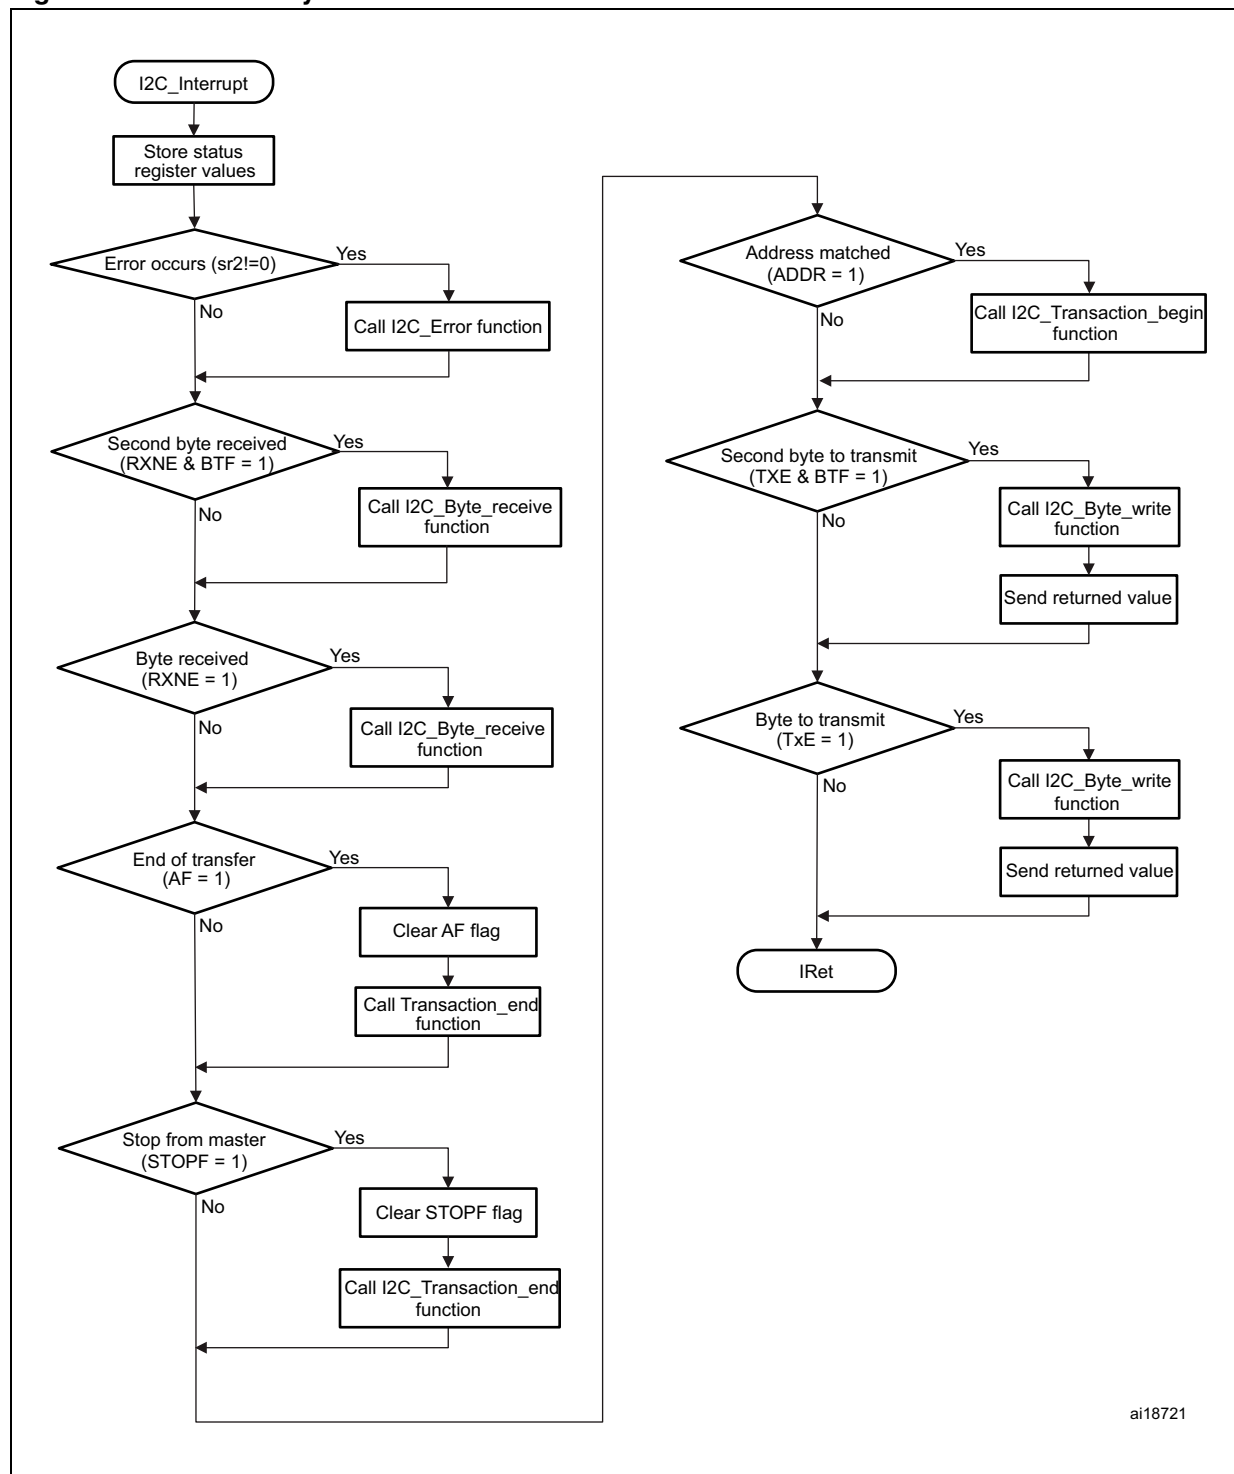 I2C_Interrupt
Store status
register values
Error occurs (sr2!=0)
Yes
No
Call I2C_Error function
Second byte received
(RXNE & BTF = 1)
Yes
No
Call I2C_Byte_receive
function
Byte received
(RXNE = 1)
Yes
No
Call I2C_Byte_receive
function
End of transfer
(AF = 1)
Yes
No
Clear AF flag
Call Transaction_end
function
Stop from master
(STOPF = 1)
Yes
No
Clear STOPF flag
Call I2C_Transaction_end
function
Address matched
(ADDR = 1)
Yes
No
Call I2C_Transaction_begin
function
Second byte to transmit
(TXE & BTF = 1)
Yes
No
Call I2C_Byte_write
function
Send returned value
Byte to transmit
(TxE = 1)
Yes
No
Call I2C_Byte_write
function
Send returned value
IRet
ai18721